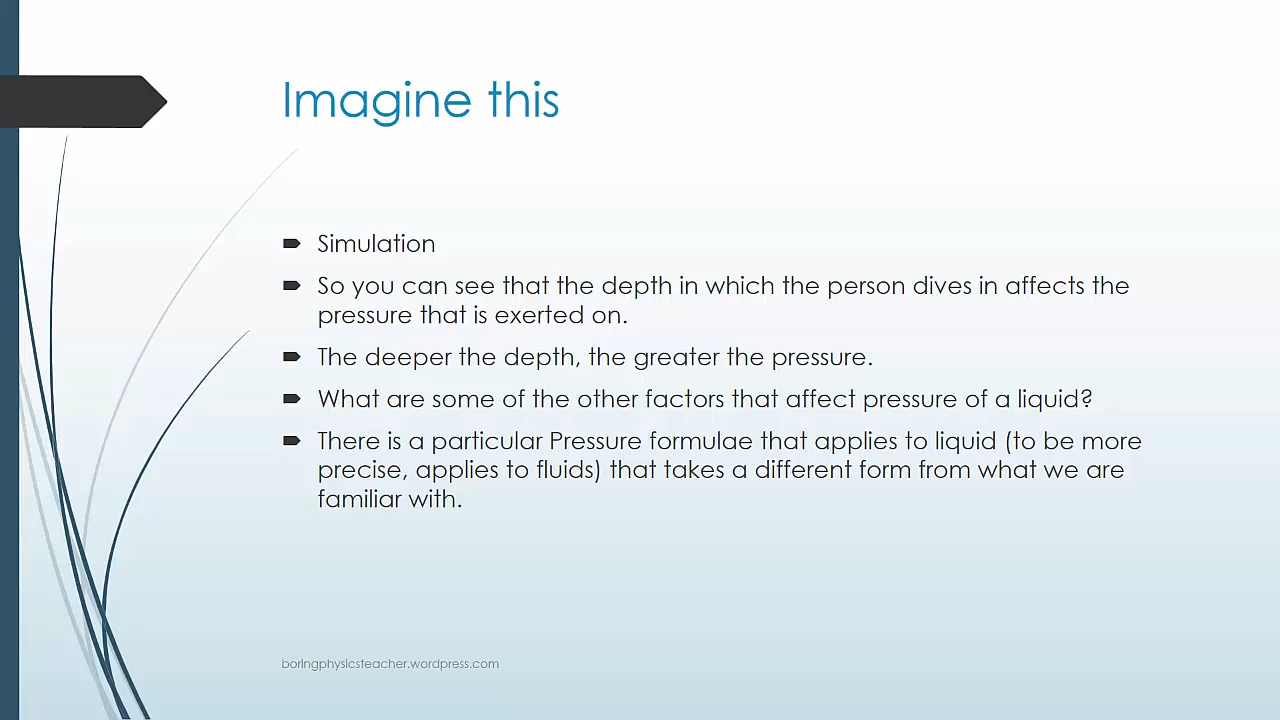 Imagine this
Simulation
So you can see that the depth in which the person dives in affects the
pressure that is exerted on.
The deeper the depth, the greater the pressure.
What are some of the other factors that affect pressure of a liquid?
There is a particular Pressure formulae that applies to liquid (to be more
precise, applies to fluids) that takes a different form from what we are
familiar with.
boringphysicsteacher.wordpress.com